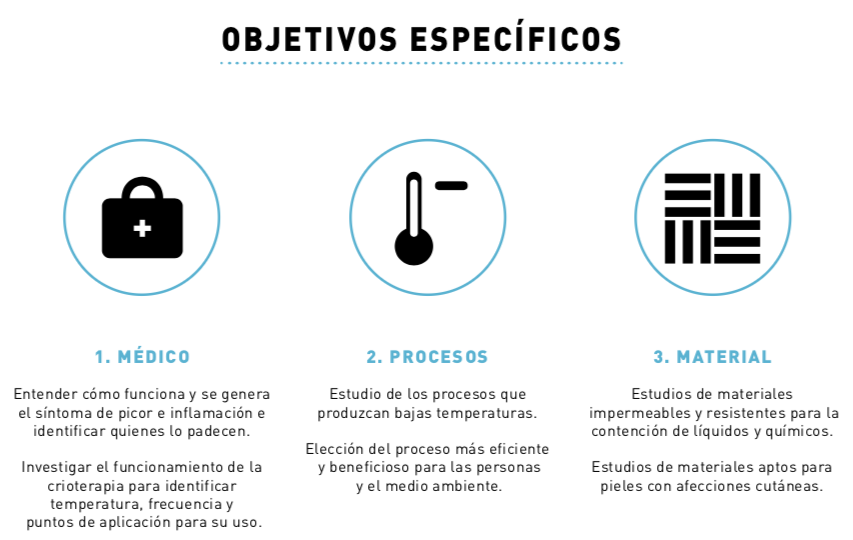 OBJETIVOS ESPECÍFICOS
1. MÉDICO
Entender cómo funciona y se genera
el síntoma de picor e inflamación e
identificar quienes lo padecen.
Investigar el funcionamiento de la
crioterapia para identificar
temperatura, frecuencia y
puntos de aplicación para su uso.
2. PROCESOS
Estudio de los procesos que
produzcan bajas temperaturas.
Elección del proceso más eficiente
y beneficioso para las personas
y el medio ambiente.
3. MATERIAL
Estudios de materiales
impermeables y resistentes para la
contención de líquidos y químicos.
Estudios de materiales aptos para
pieles con afecciones cutáneas.